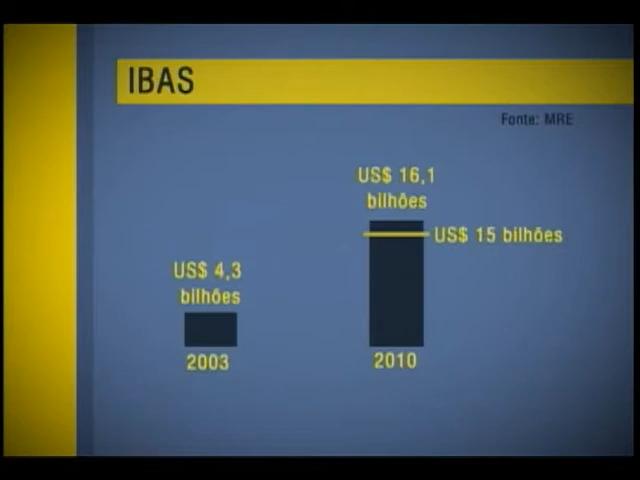 IBAS
Fonte: MRE
US$ 16,1
bilhões
US$ 15 bilhões
US$ 4,3
bilhões
2003
2010